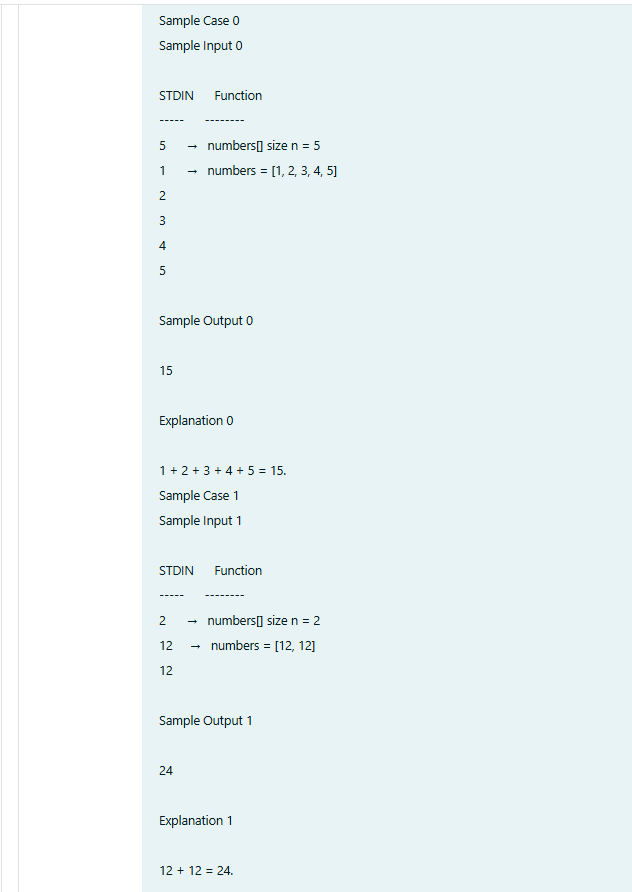 Sample Case 0
Sample Input 0
STDIN Function
----- --------
5 → numbers[] size n = 5
1 → numbers = [1, 2, 3, 4, 5]
2
3
4
5
Sample Output 0
15
Explanation 0
1 + 2 + 3 + 4 + 5 = 15.
Sample Case 1
Sample Input 1
STDIN Function
----- --------
2 → numbers[] size n = 2
12 → numbers = [12, 12]
12
Sample Output 1
24
Explanation 1
12 + 12 = 24.